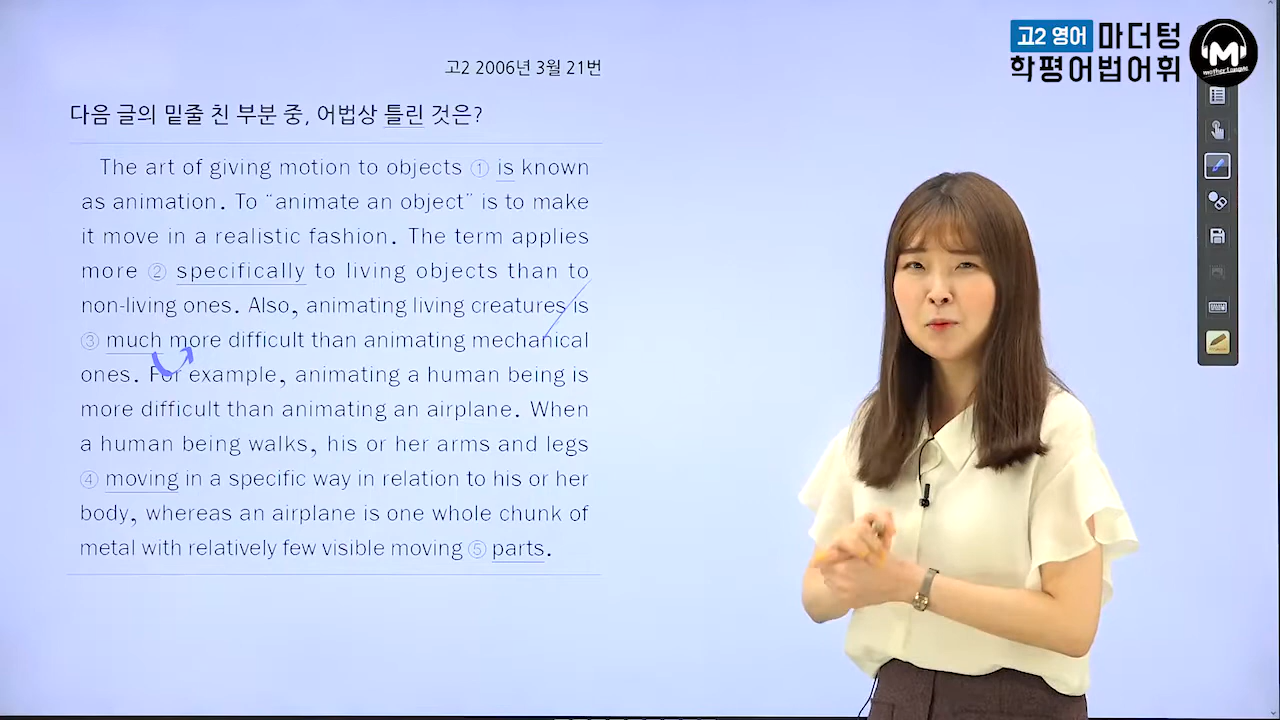 고2 영어 마더텅
학평어법어휘
M
mother tongue
고2 2006년 3월 21번
다음 글의 밑줄 친 부분 중, 어법상 틀린 것은?
The art of giving motion to objects ① is known
as animation. To “animate an object” is to make
it move in a realistic fashion. The term applies
more ② specifically to living objects than to
non-living ones. Also, animating living creatures is
③ much more difficult than animating mechanical
ones. For example, animating a human being is
more difficult than animating an airplane. When
a human being walks, his or her arms and legs
④ moving in a specific way in relation to his or her
body, whereas an airplane is one whole chunk of
metal with relatively few visible moving ⑤ parts.